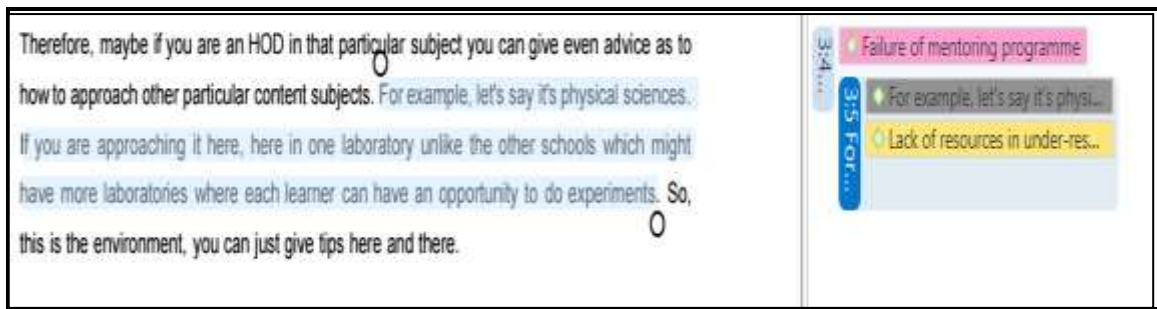 Therefore, maybe if you are an HOD in that particular subject you can give even advice as to
how to approach other particular content subjects. For example, let's say it's physical sciences.
If you are approaching it here, here in one laboratory unlike the other schools which might
have more laboratories where each learner can have an opportunity to do experiments. So,
this is the environment, you can just give tips here and there.
3:4...
Failure of mentoring programme
3:5 For...
For example, let's say it's physi...
Lack of resources in under-res...